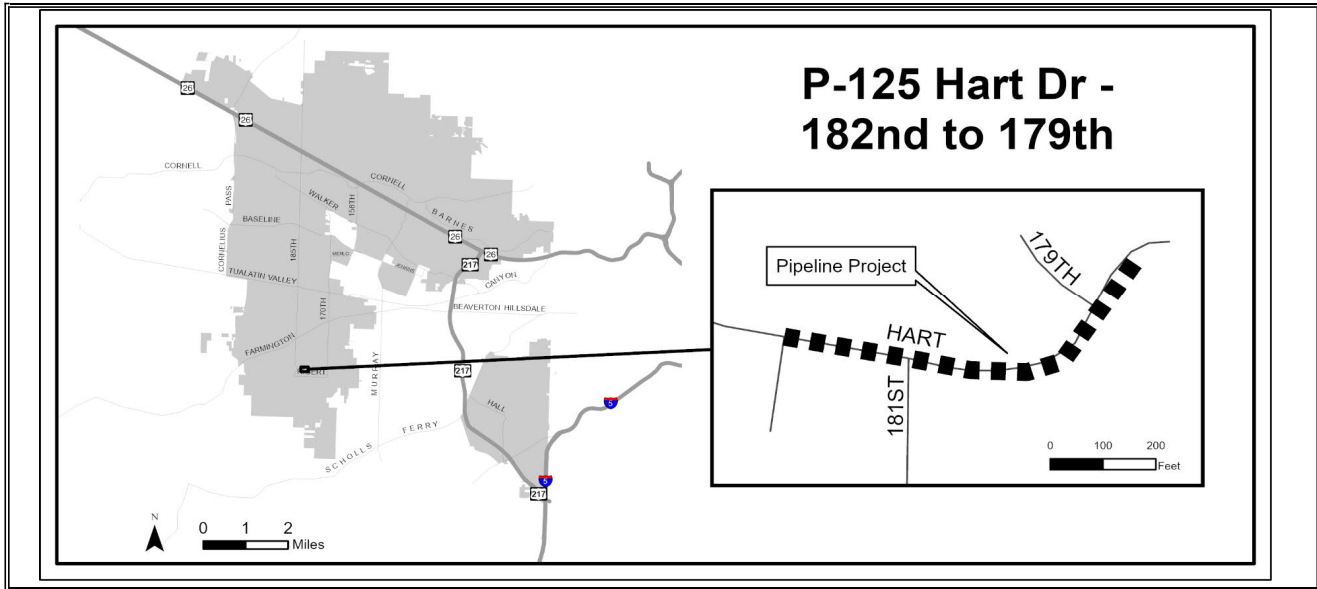 P-125 Hart Dr -
182nd to 179th
26
26
CORNELL
CORNELL
PASS
WALKER
158TH
BARNES
BASELINE
26
26
CORNELIUS
185TH
MERLO
JENKINS
217
TUALATIN VALLEY
CANYON
170TH
BEAVERTON HILLSDALE
FARMINGTON
MURRAY
217
HALL
5
SCHOLLS FERRY
5
217
N
0 1 2
Miles
Pipeline Project
179TH
HART
181ST
0 100 200
Feet